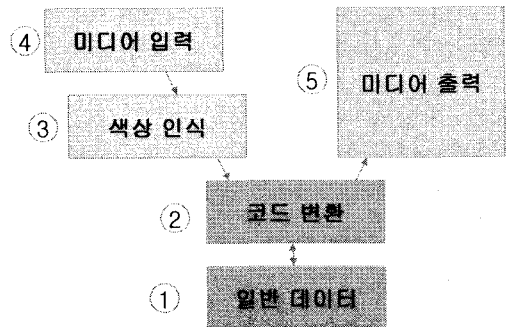 ④ 미디어 입력
⑤ 미디어 출력
③ 색상 인식
② 코드 변환
① 일반 데이터